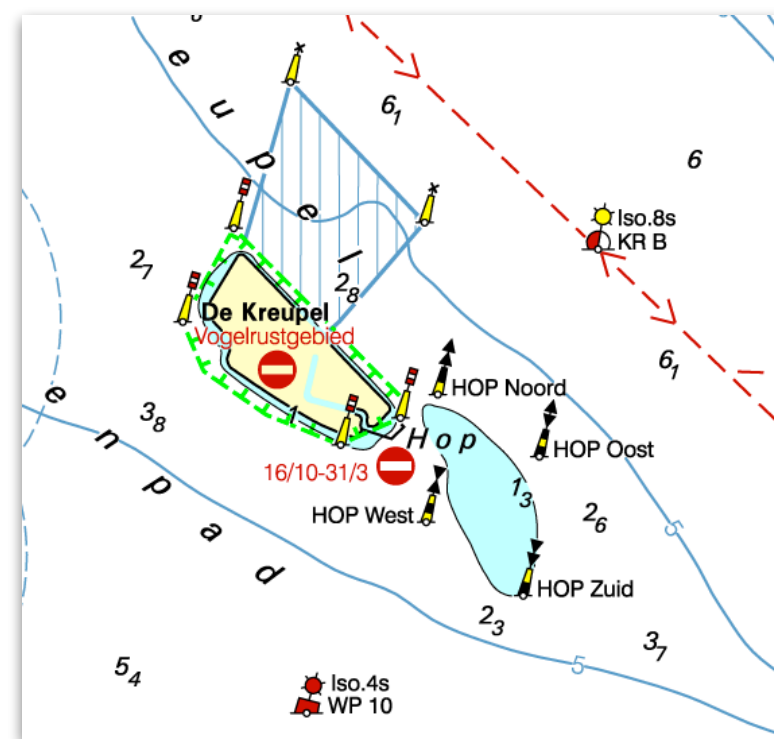 e u p e l
6₁
6
Iso.8s
KR B
2₇
2₈
De Kreupel
Vogelrustgebied
6₁
HOP Noord
e n p a d
3₈
1
Hop
HOP Oost
16/10-31/3
1₃
HOP West
2₆
5
HOP Zuid
2₃
3₇
5
5₄
Iso.4s
WP 10